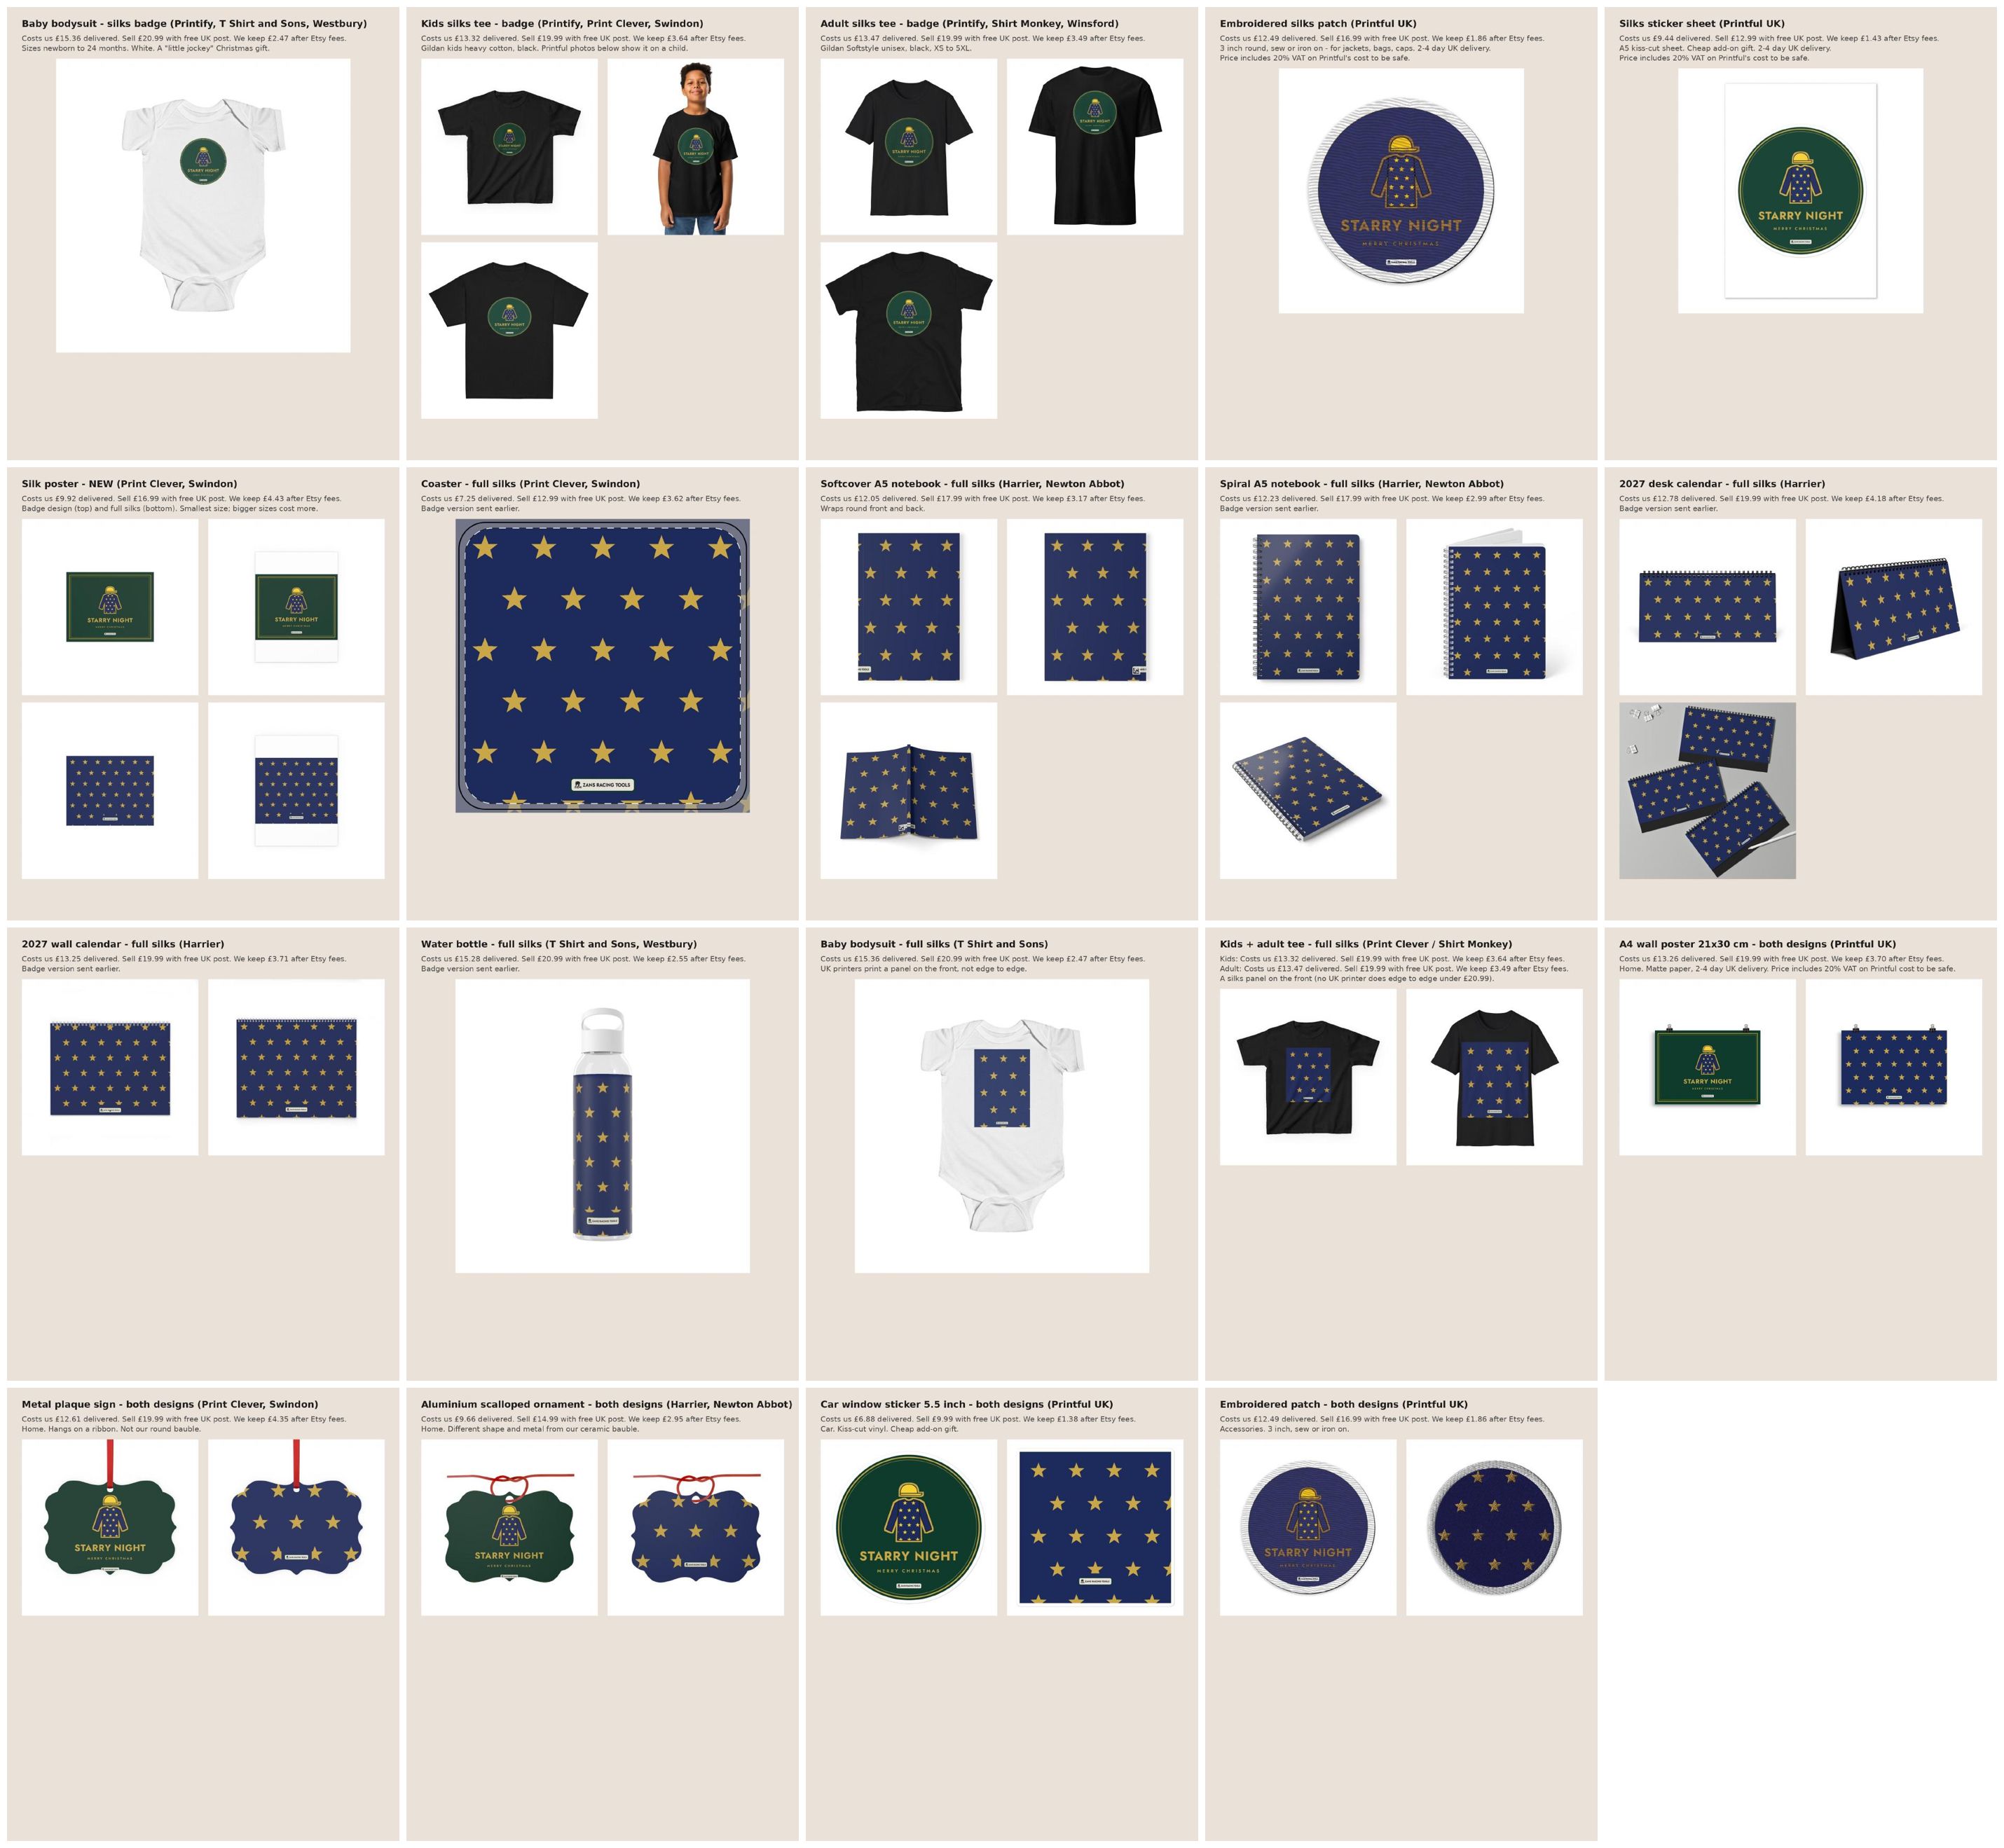 Baby bodysuit - silks badge (Printify, T Shirt and Sons, Westbury)
Costs us £15.36 delivered. Sell £20.99 with free UK post. We keep £2.47 after Etsy fees.
Sizes newborn to 24 months. White. A "little jockey" Christmas gift.
STARRY NIGHT
Kids silks tee - badge (Printify, Print Clever, Swindon)
Costs us £13.32 delivered. Sell £19.99 with free UK post. We keep £3.64 after Etsy fees.
Gildan kids heavy cotton, black. Printful photos below show it on a child.
STARRY NIGHT
STARRY NIGHT
STARRY NIGHT
Adult silks tee - badge (Printify, Shirt Monkey, Winsford)
Costs us £13.47 delivered. Sell £19.99 with free UK post. We keep £3.49 after Etsy fees.
Gildan Softstyle unisex, black, XS to 5XL.
STARRY NIGHT
STARRY NIGHT
STARRY NIGHT
Embroidered silks patch (Printful UK)
Costs us £12.49 delivered. Sell £16.99 with free UK post. We keep £1.86 after Etsy fees.
3 inch round, sew or iron on - for jackets, bags, caps. 2-4 day UK delivery.
Price includes 20% VAT on Printful's cost to be safe.
STARRY NIGHT
MERRY CHRISTMAS
Silks sticker sheet (Printful UK)
Costs us £9.44 delivered. Sell £12.99 with free UK post. We keep £1.43 after Etsy fees.
A5 kiss-cut sheet. Cheap add-on gift. 2-4 day UK delivery.
Price includes 20% VAT on Printful's cost to be safe.
STARRY NIGHT
MERRY CHRISTMAS
Silk poster - NEW (Print Clever, Swindon)
Costs us £9.92 delivered. Sell £16.99 with free UK post. We keep £4.43 after Etsy fees.
Badge design (top) and full silks (bottom). Smallest size; bigger sizes cost more.
STARRY NIGHT
STARRY NIGHT
Coaster - full silks (Print Clever, Swindon)
Costs us £7.25 delivered. Sell £12.99 with free UK post. We keep £3.62 after Etsy fees.
Badge version sent earlier.
ZANS RACING TOOLS
Softcover A5 notebook - full silks (Harrier, Newton Abbot)
Costs us £12.05 delivered. Sell £17.99 with free UK post. We keep £3.17 after Etsy fees.
Wraps round front and back.
Spiral A5 notebook - full silks (Harrier, Newton Abbot)
Costs us £12.23 delivered. Sell £17.99 with free UK post. We keep £2.99 after Etsy fees.
Badge version sent earlier.
2027 desk calendar - full silks (Harrier)
Costs us £12.78 delivered. Sell £19.99 with free UK post. We keep £4.18 after Etsy fees.
Badge version sent earlier.
2027 wall calendar - full silks (Harrier)
Costs us £13.25 delivered. Sell £19.99 with free UK post. We keep £3.71 after Etsy fees.
Badge version sent earlier.
Water bottle - full silks (T Shirt and Sons, Westbury)
Costs us £15.28 delivered. Sell £20.99 with free UK post. We keep £2.55 after Etsy fees.
Badge version sent earlier.
Baby bodysuit - full silks (T Shirt and Sons)
Costs us £15.36 delivered. Sell £20.99 with free UK post. We keep £2.47 after Etsy fees.
UK printers print a panel on the front, not edge to edge.
Kids + adult tee - full silks (Print Clever / Shirt Monkey)
Kids: Costs us £13.32 delivered. Sell £19.99 with free UK post. We keep £3.64 after Etsy fees.
Adult: Costs us £13.47 delivered. Sell £19.99 with free UK post. We keep £3.49 after Etsy fees.
A silks panel on the front (no UK printer does edge to edge under £20.99).
A4 wall poster 21x30 cm - both designs (Printful UK)
Costs us £13.26 delivered. Sell £19.99 with free UK post. We keep £3.70 after Etsy fees.
Home. Matte paper, 2-4 day UK delivery. Price includes 20% VAT on Printful cost to be safe.
STARRY NIGHT
MERRY CHRISTMAS
Metal plaque sign - both designs (Print Clever, Swindon)
Costs us £12.61 delivered. Sell £19.99 with free UK post. We keep £4.35 after Etsy fees.
Home. Hangs on a ribbon. Not our round bauble.
STARRY NIGHT
MERRY CHRISTMAS
Aluminium scalloped ornament - both designs (Harrier, Newton Abbot)
Costs us £9.66 delivered. Sell £14.99 with free UK post. We keep £2.95 after Etsy fees.
Home. Different shape and metal from our ceramic bauble.
STARRY NIGHT
MERRY CHRISTMAS
Car window sticker 5.5 inch - both designs (Printful UK)
Costs us £6.88 delivered. Sell £9.99 with free UK post. We keep £1.38 after Etsy fees.
Car. Kiss-cut vinyl. Cheap add-on gift.
STARRY NIGHT
MERRY CHRISTMAS
ZANS RACING TOOLS
Embroidered patch - both designs (Printful UK)
Costs us £12.49 delivered. Sell £16.99 with free UK post. We keep £1.86 after Etsy fees.
Accessories. 3 inch, sew or iron on.
STARRY NIGHT
MERRY CHRISTMAS